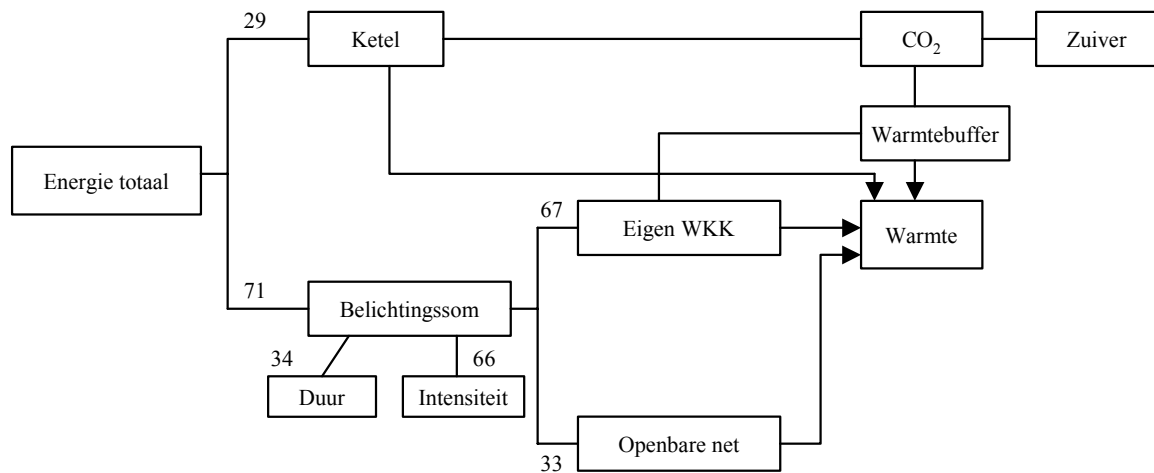 29
Ketel
CO₂
Zuiver
Warmtebuffer
Energie totaal
67
Eigen WKK
Warmte
71
Belichtingssom
34
66
Duur
Intensiteit
Openbare net
33